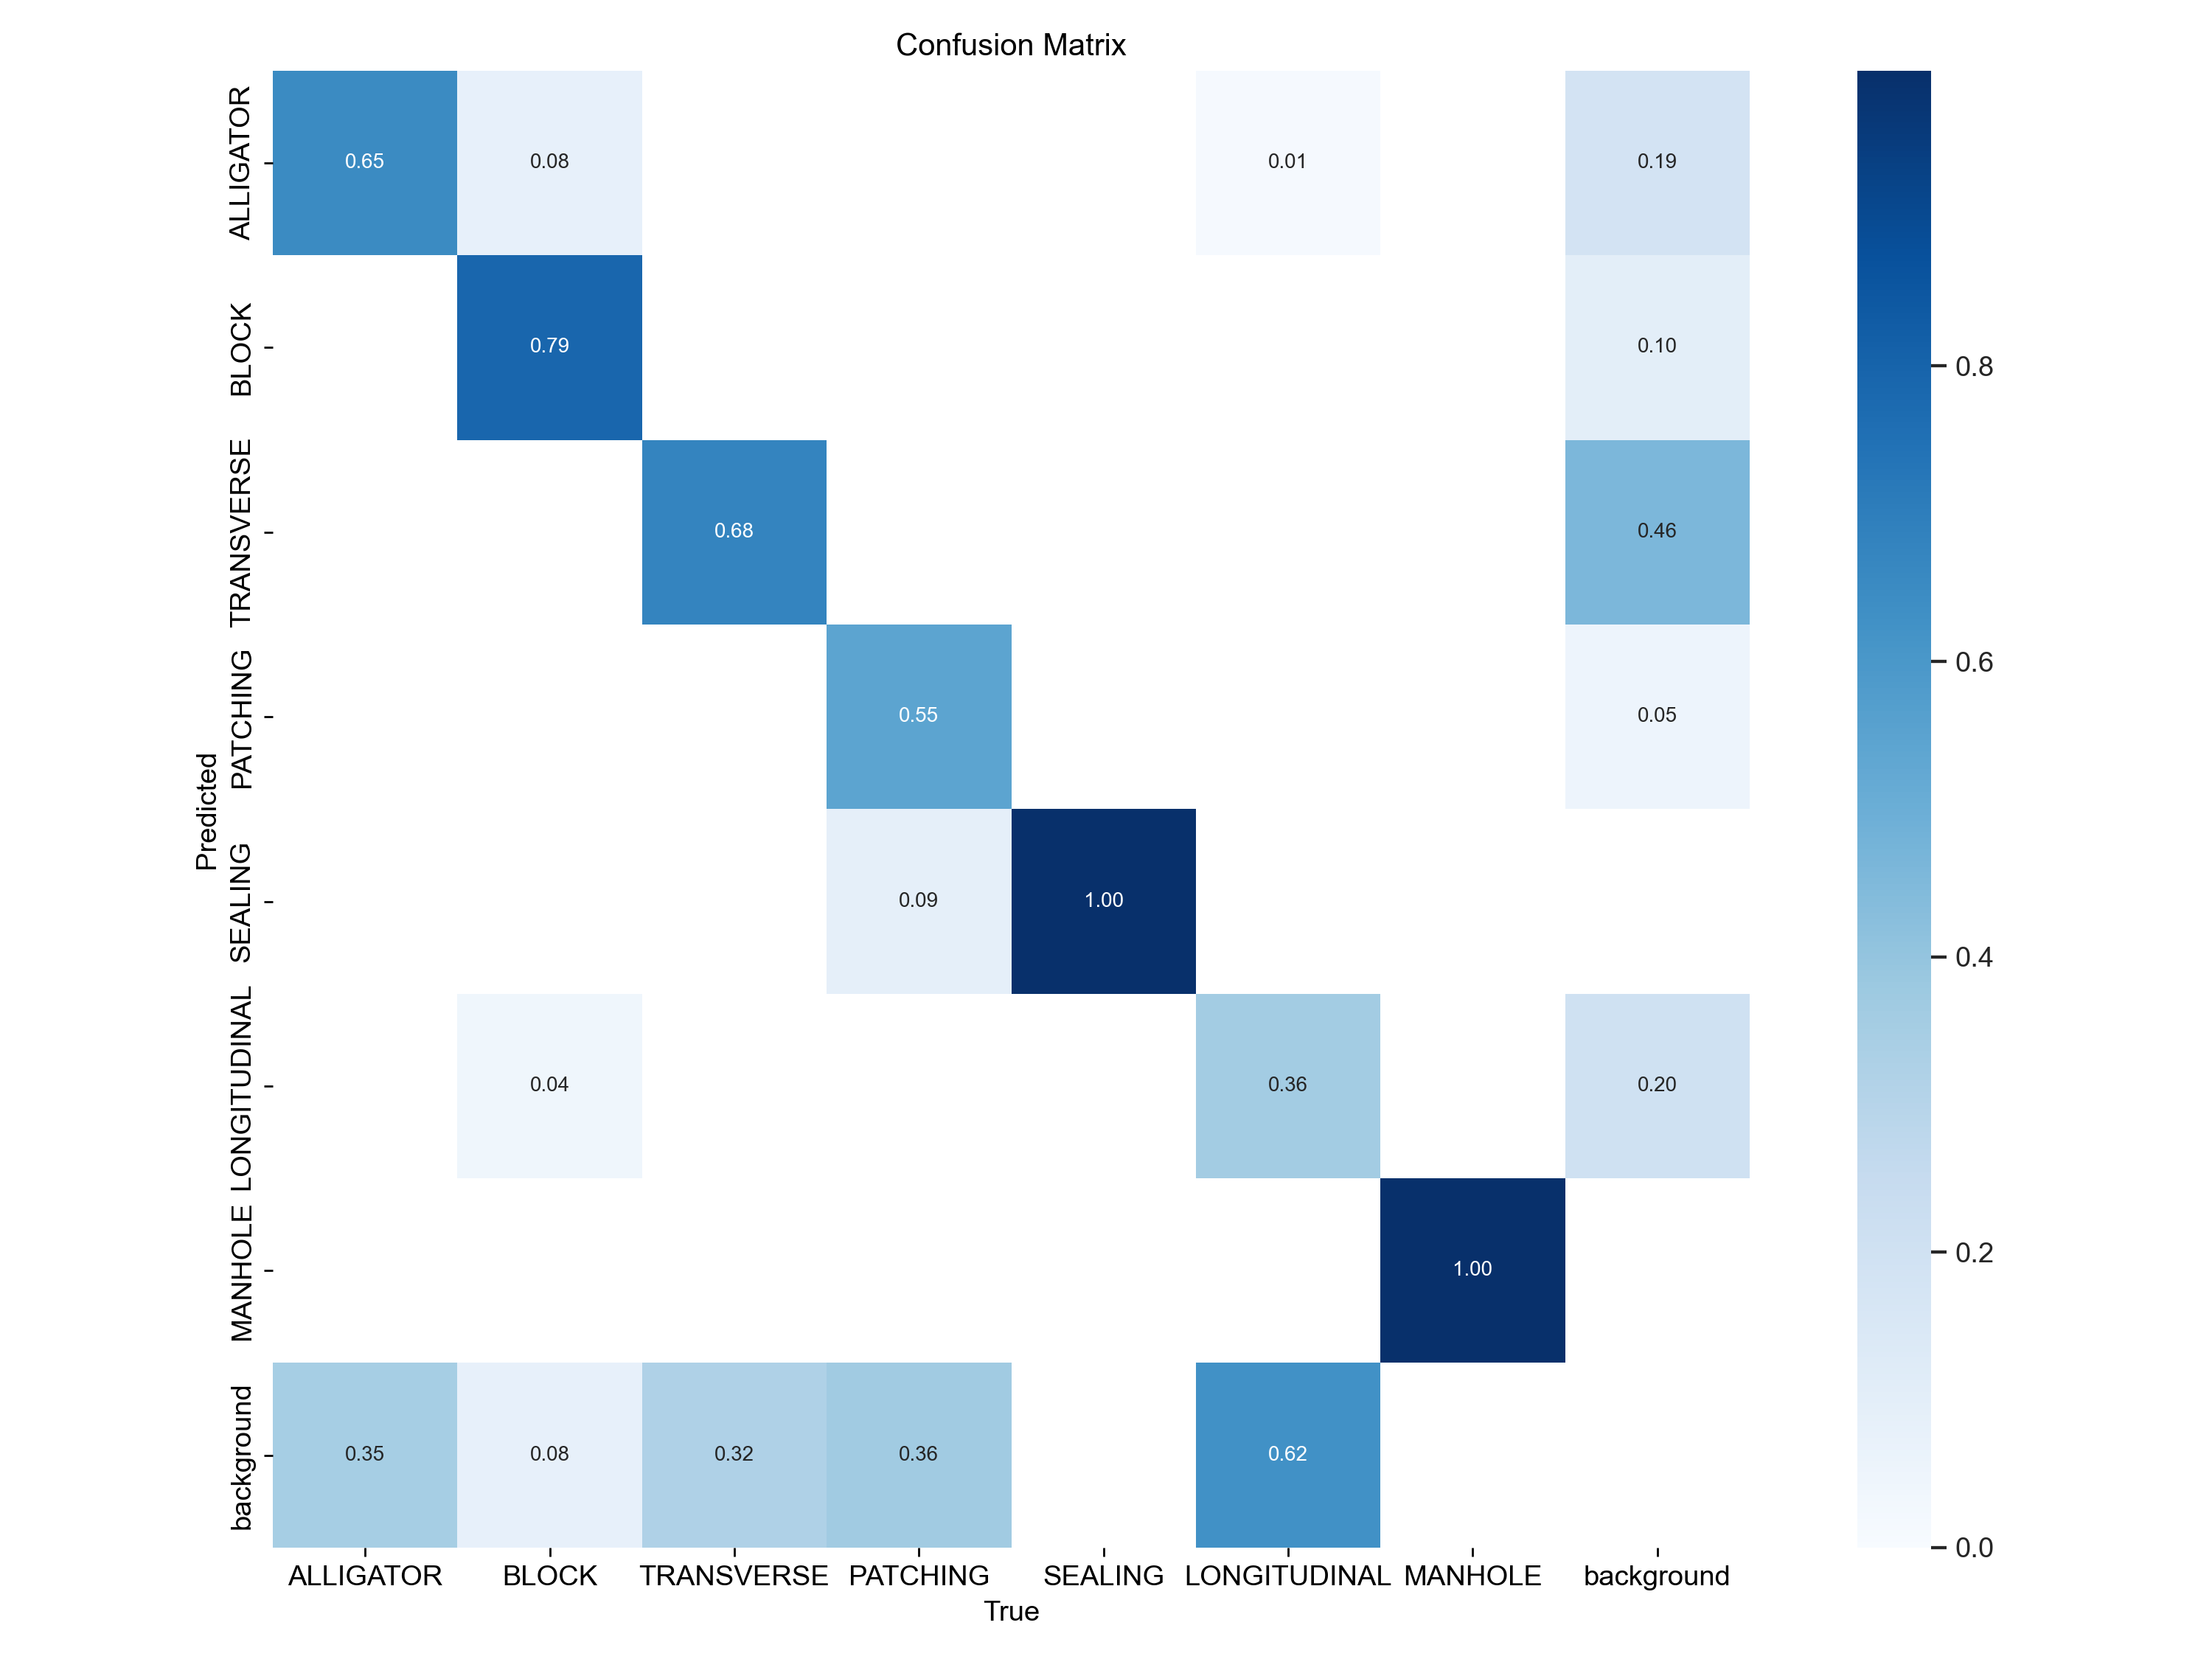 Confusion Matrix
ALLIGATOR
0.65 0.08 0.01 0.19
BLOCK
0.79 0.10
0.8
TRANSVERSE
0.68 0.46
0.6
PATCHING
0.55 0.05
Predicted
SEALING
0.09 1.00
0.4
LONGITUDINAL
0.04 0.36 0.20
0.2
MANHOLE
1.00
background
0.35 0.08 0.32 0.36 0.62
0.0
ALLIGATOR BLOCK TRANSVERSE PATCHING SEALING LONGITUDINAL MANHOLE background
True